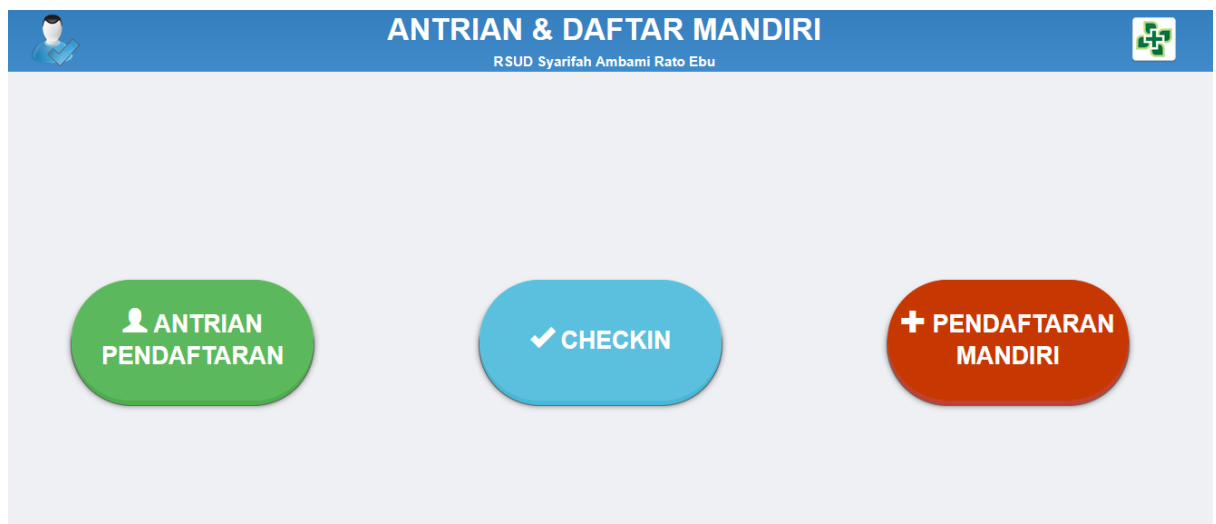 ANTRIAN & DAFTAR MANDIRI
RSUD Syarifah Ambami Rato Ebu
ANTRIAN
PENDAFTARAN
CHECKIN
PENDAFTARAN
MANDIRI